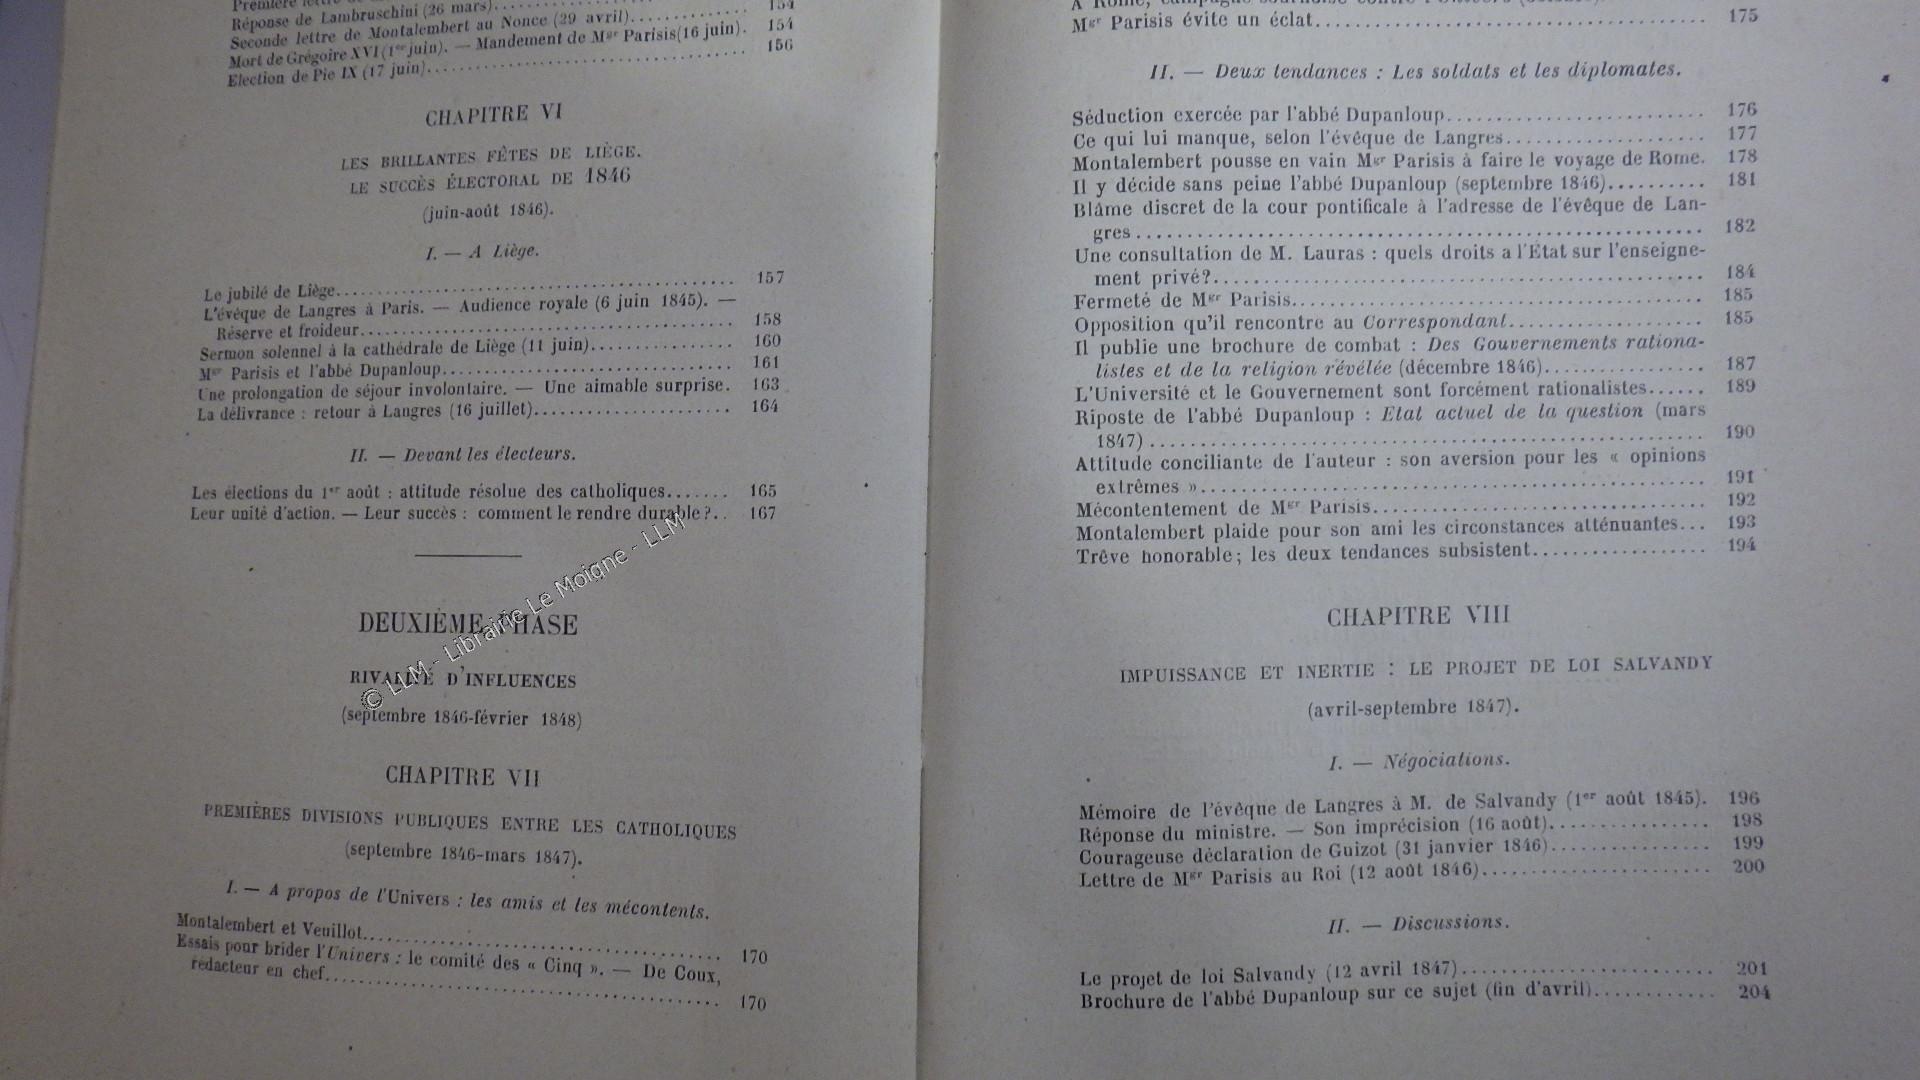 Première lettre de
Réponse de Lambruschini (26 mars)........ 154
Seconde lettre de Montalembert au Nonce (29 avril)........ 154
Mort de Grégoire XVI (1er juin). — Mandement de Mgr Parisis (16 juin). 156
Election de Pie IX (17 juin)........
CHAPITRE VI
LES BRILLANTES FÊTES DE LIÈGE.
LE SUCCÈS ÉLECTORAL DE 1846
(juin-août 1846).
I. — A Liège.
Le jubilé de Liège........ 157
L'évêque de Langres à Paris. — Audience royale (6 juin 1845). —
Réserve et froideur........ 158
Sermon solennel à la cathédrale de Liège (11 juin)........ 160
Mgr Parisis et l'abbé Dupanloup........ 161
Une prolongation de séjour involontaire. — Une aimable surprise. 163
La délivrance : retour à Langres (16 juillet)........ 164
II. — Devant les électeurs.
Les élections du 1er août : attitude résolue des catholiques....... 165
Leur unité d'action. — Leur succès : comment le rendre durable ?.. 167
DEUXIÈME PHASE
RIVALITÉ D'INFLUENCES
(septembre 1846-février 1848)
CHAPITRE VII
PREMIÈRES DIVISIONS PUBLIQUES ENTRE LES CATHOLIQUES
(septembre 1846-mars 1847).
I. — A propos de l'Univers : les amis et les mécontents.
Montalembert et Veuillot........ 170
Essais pour brider l'Univers : le comité des « Cinq ». — De Coux,
rédacteur en chef........ 170
© LLM - Librairie Le Moigne - LLM
A Rome, campagne sournoise contre l'Univers
Mgr Parisis évite un éclat........ 175
II. — Deux tendances : Les soldats et les diplomates.
Séduction exercée par l'abbé Dupanloup........ 176
Ce qui lui manque, selon l'évêque de Langres........ 177
Montalembert pousse en vain Mgr Parisis à faire le voyage de Rome. 178
Il y décide sans peine l'abbé Dupanloup (septembre 1846)........ 181
Blâme discret de la cour pontificale à l'adresse de l'évêque de Lan-
gres........ 182
Une consultation de M. Lauras : quels droits a l'État sur l'enseigne-
ment privé?........ 184
Fermeté de Mgr Parisis........ 185
Opposition qu'il rencontre au Correspondant........ 185
Il publie une brochure de combat : Des Gouvernements rationa-
listes et de la religion révélée (décembre 1846)........ 187
L'Université et le Gouvernement sont forcément rationalistes...... 189
Riposte de l'abbé Dupanloup : Etat actuel de la question (mars
1847)........ 190
Attitude conciliante de l'auteur : son aversion pour les « opinions
extrêmes »........ 191
Mécontentement de Mgr Parisis........ 192
Montalembert plaide pour son ami les circonstances atténuantes... 193
Trêve honorable ; les deux tendances subsistent........ 194
CHAPITRE VIII
IMPUISSANCE ET INERTIE : LE PROJET DE LOI SALVANDY
(avril-septembre 1847).
I. — Négociations.
Mémoire de l'évêque de Langres à M. de Salvandy (1er août 1845). 196
Réponse du ministre. — Son imprécision (16 août)........ 198
Courageuse déclaration de Guizot (31 janvier 1846)........ 199
Lettre de Mgr Parisis au Roi (12 août 1846)........ 200
II. — Discussions.
Le projet de loi Salvandy (12 avril 1847)........ 201
Brochure de l'abbé Dupanloup sur ce sujet (fin d'avril)........ 204